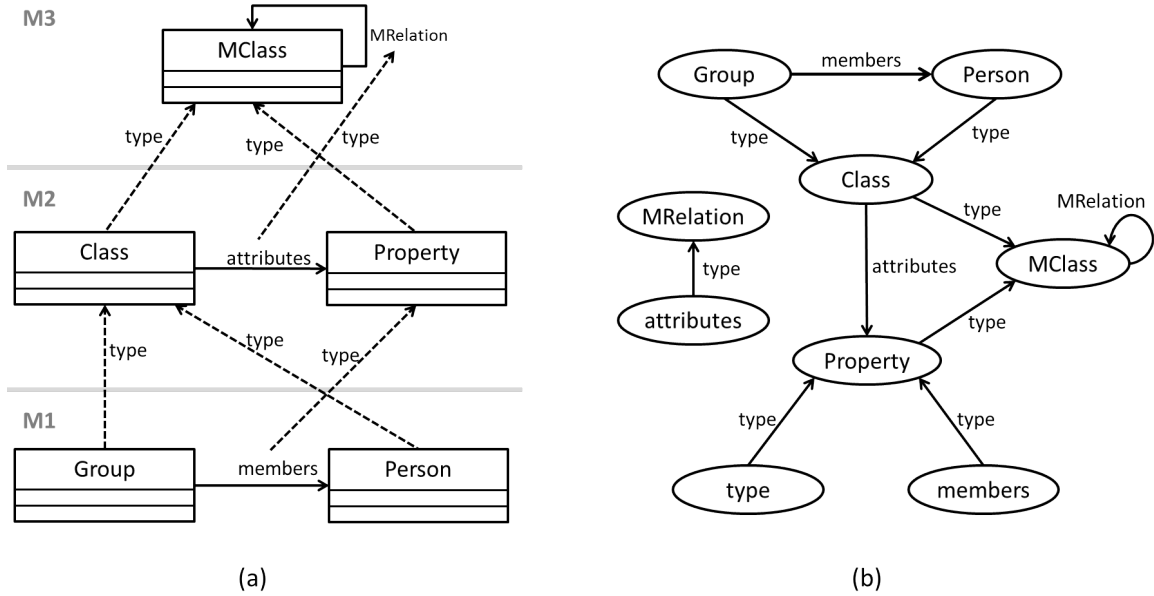 M3
MClass
MRelation
type
type
type
M2
Class
attributes
Property
type
type
type
M1
Group
members
Person
(a)
Group
members
Person
type
type
Class
MRelation
type
MRelation
MClass
type
attributes
attributes
type
Property
type
type
type
members
(b)